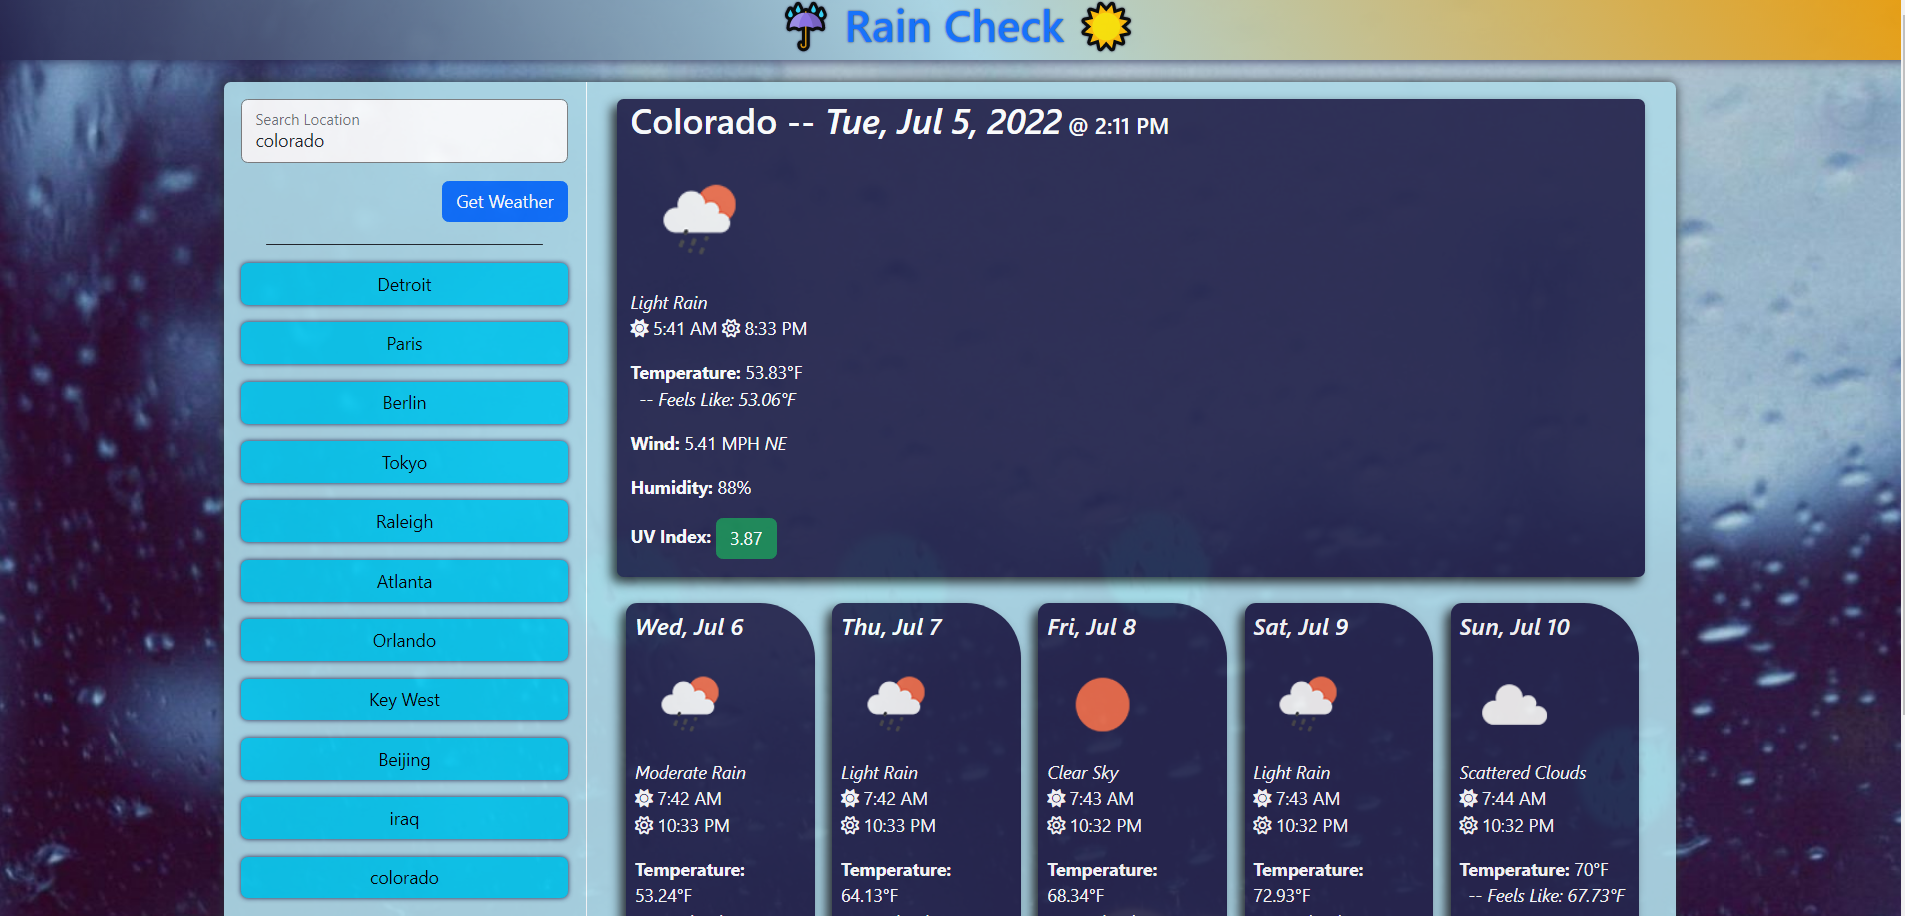 Rain Check
Search Location
colorado
Get Weather
Detroit
Paris
Berlin
Tokyo
Raleigh
Atlanta
Orlando
Key West
Beijing
iraq
colorado
Colorado -- Tue, Jul 5, 2022 @ 2:11 PM
Light Rain
5:41 AM 8:33 PM
Temperature: 53.83°F
-- Feels Like: 53.06°F
Wind: 5.41 MPH NE
Humidity: 88%
UV Index: 3.87
Wed, Jul 6
Moderate Rain
7:42 AM
10:33 PM
Temperature:
53.24°F
Thu, Jul 7
Light Rain
7:42 AM
10:33 PM
Temperature:
64.13°F
Fri, Jul 8
Clear Sky
7:43 AM
10:32 PM
Temperature:
68.34°F
Sat, Jul 9
Light Rain
7:43 AM
10:32 PM
Temperature:
72.93°F
Sun, Jul 10
Scattered Clouds
7:44 AM
10:32 PM
Temperature: 70°F
-- Feels Like: 67.73°F